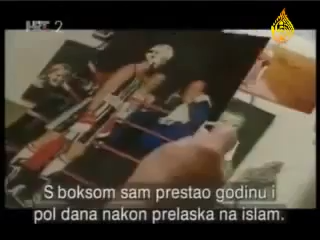 HRT 2
S boksom sam prestao godinu i
pol dana nakon prelaska na islam.